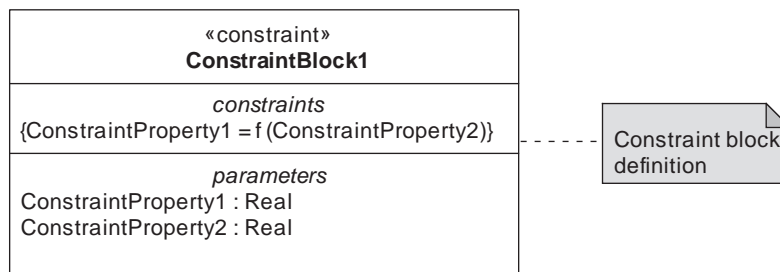 «constraint»
ConstraintBlock1
constraints
{ConstraintProperty1 = f (ConstraintProperty2)}
Constraint block
definition
parameters
ConstraintProperty1 : Real
ConstraintProperty2 : Real